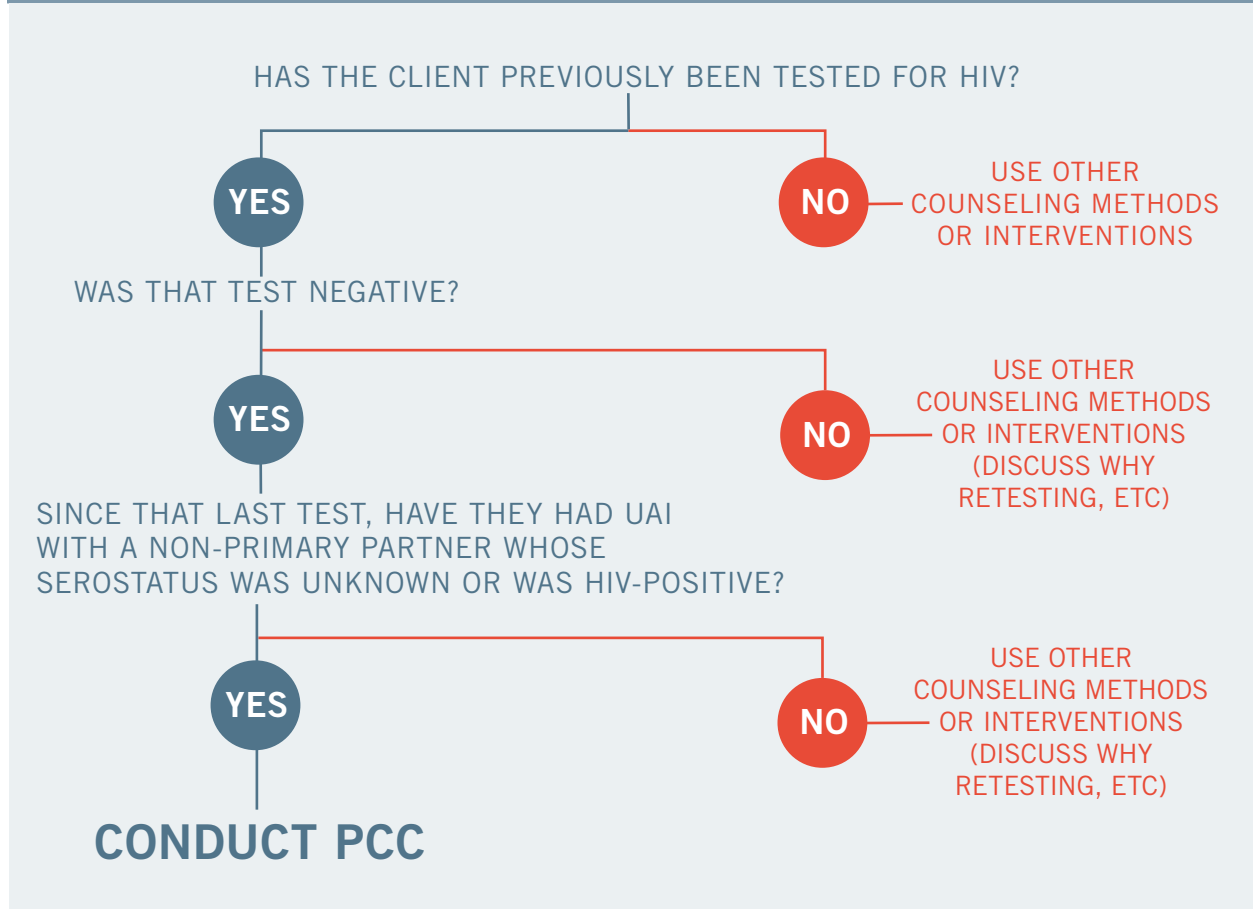 HAS THE CLIENT PREVIOUSLY BEEN TESTED FOR HIV?
YES
NO
USE OTHER
COUNSELING METHODS
OR INTERVENTIONS
WAS THAT TEST NEGATIVE?
YES
NO
USE OTHER
COUNSELING METHODS
OR INTERVENTIONS
(DISCUSS WHY
RETESTING, ETC)
SINCE THAT LAST TEST, HAVE THEY HAD UAI
WITH A NON-PRIMARY PARTNER WHOSE
SEROSTATUS WAS UNKNOWN OR WAS HIV-POSITIVE?
YES
NO
USE OTHER
COUNSELING METHODS
OR INTERVENTIONS
(DISCUSS WHY
RETESTING, ETC)
CONDUCT PCC